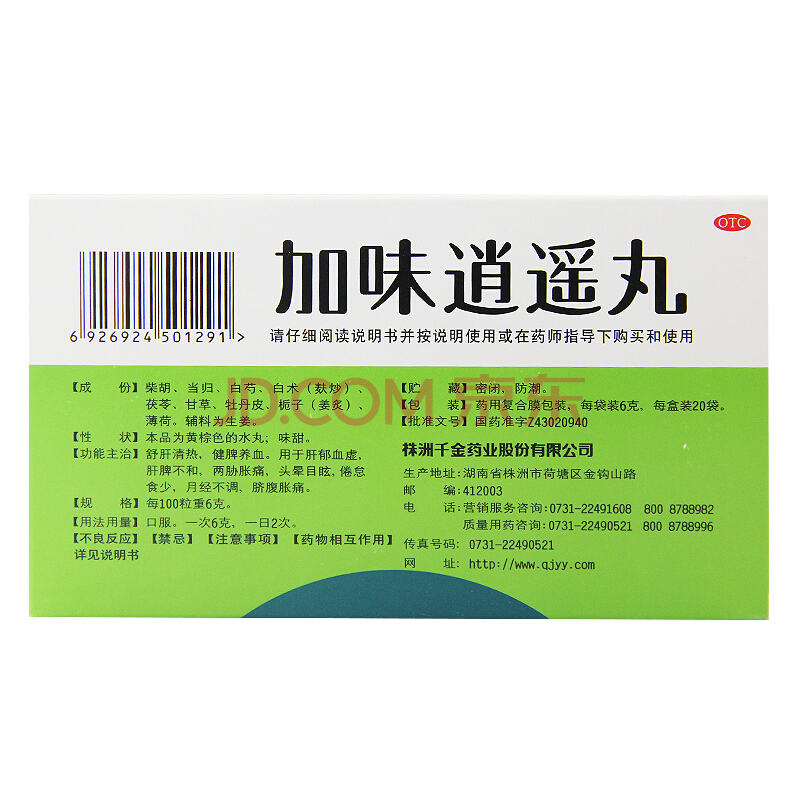 OTC
加味逍遥丸
请仔细阅读说明书并按说明使用或在药师指导下购买和使用
6 926924 501291 >
【成　份】柴胡、当归、白芍、白术（麸炒）、
茯苓、甘草、牡丹皮、栀子（姜炙）、
薄荷。辅料为生姜。
【性　状】本品为黄棕色的水丸；味甜。
【功能主治】舒肝清热，健脾养血。用于肝郁血虚，
肝脾不和，两胁胀痛，头晕目眩，倦怠
食少，月经不调，脐腹胀痛。
【规　格】每100粒重6克。
【用法用量】口服。一次6克，一日2次。
【不良反应】【禁忌】【注意事项】【药物相互作用】
详见说明书
【贮　藏】密闭，防潮。
【包　装】药用复合膜包装，每袋装6克，每盒装20袋。
【批准文号】国药准字Z43020940
株洲千金药业股份有限公司
生产地址:湖南省株洲市荷塘区金钩山路
邮　编:412003
电　话:营销服务咨询:0731-22491608 800 8788982
质量用药咨询:0731-22490521 800 8788996
传真号码: 0731-22490521
网　址: http://www.qjyy.com
JD.COM 京东